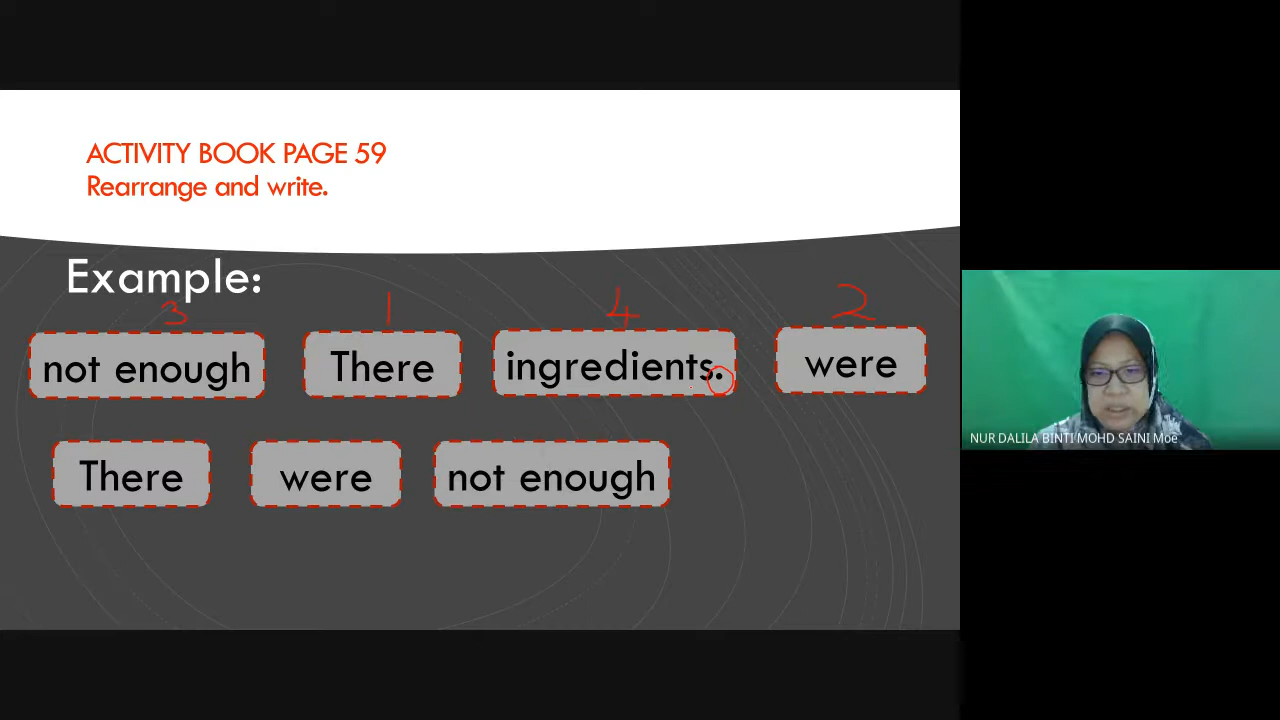 ACTIVITY BOOK PAGE 59
Rearrange and write.
Example:
3 1 4 2
not enough There ingredients. were
There were not enough
NUR DALILA BINTI MOHD SAINI Moe